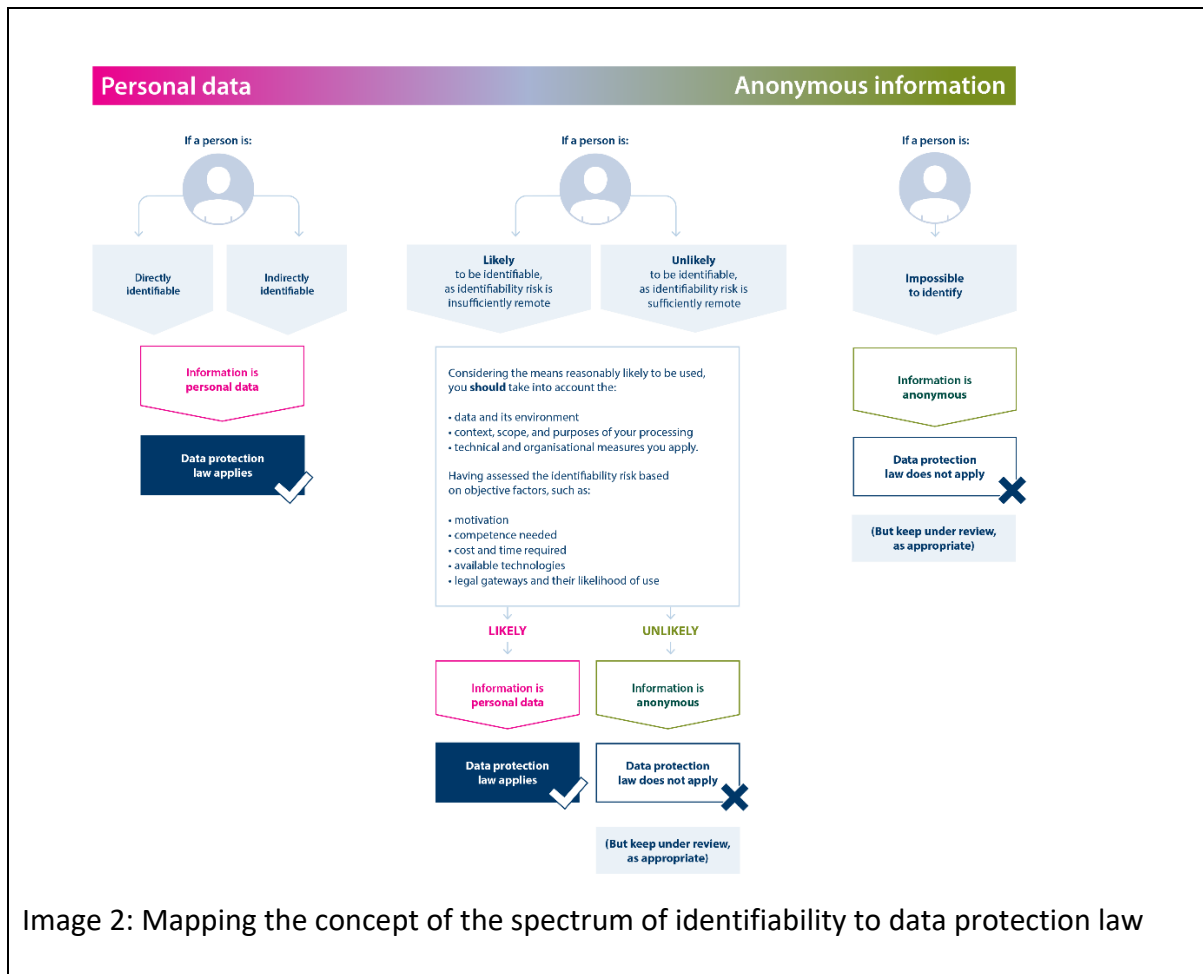 Personal data
Anonymous information
If a person is:
Directly
identifiable
Indirectly
identifiable
Information is
personal data
Data protection
law applies
If a person is:
Likely
to be identifiable,
as identifiability risk is
insufficiently remote
Unlikely
to be identifiable,
as identifiability risk is
sufficiently remote
Considering the means reasonably likely to be used,
you should take into account the:
• data and its environment
• context, scope, and purposes of your processing
• technical and organisational measures you apply.
Having assessed the identifiability risk based
on objective factors, such as:
• motivation
• competence needed
• cost and time required
• available technologies
• legal gateways and their likelihood of use
LIKELY
Information is
personal data
Data protection
law applies
UNLIKELY
Information is
anonymous
Data protection
law does not apply
(But keep under review,
as appropriate)
If a person is:
Impossible
to identify
Information is
anonymous
Data protection
law does not apply
(But keep under review,
as appropriate)
Image 2: Mapping the concept of the spectrum of identifiability to data protection law